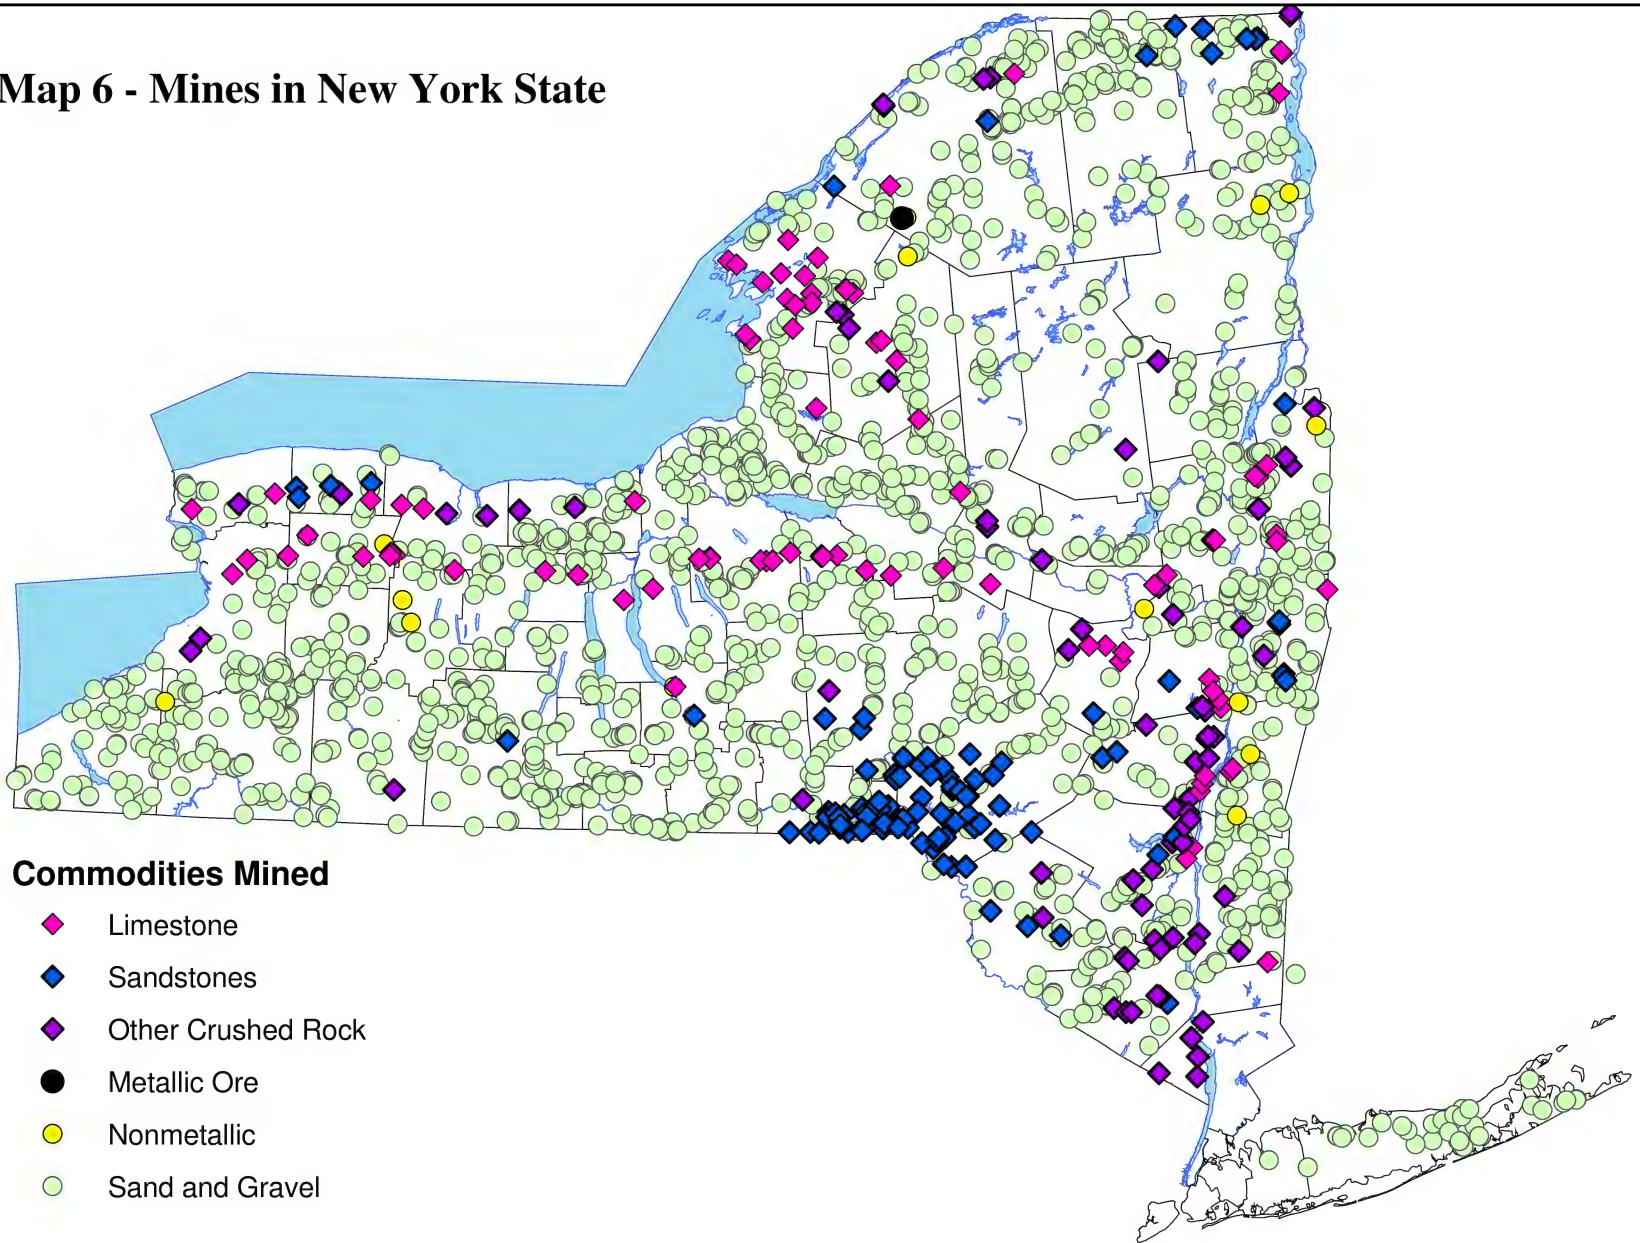 Map 6 - Mines in New York State
Commodities Mined
Limestone
Sandstones
Other Crushed Rock
Metallic Ore
Nonmetallic
Sand and Gravel